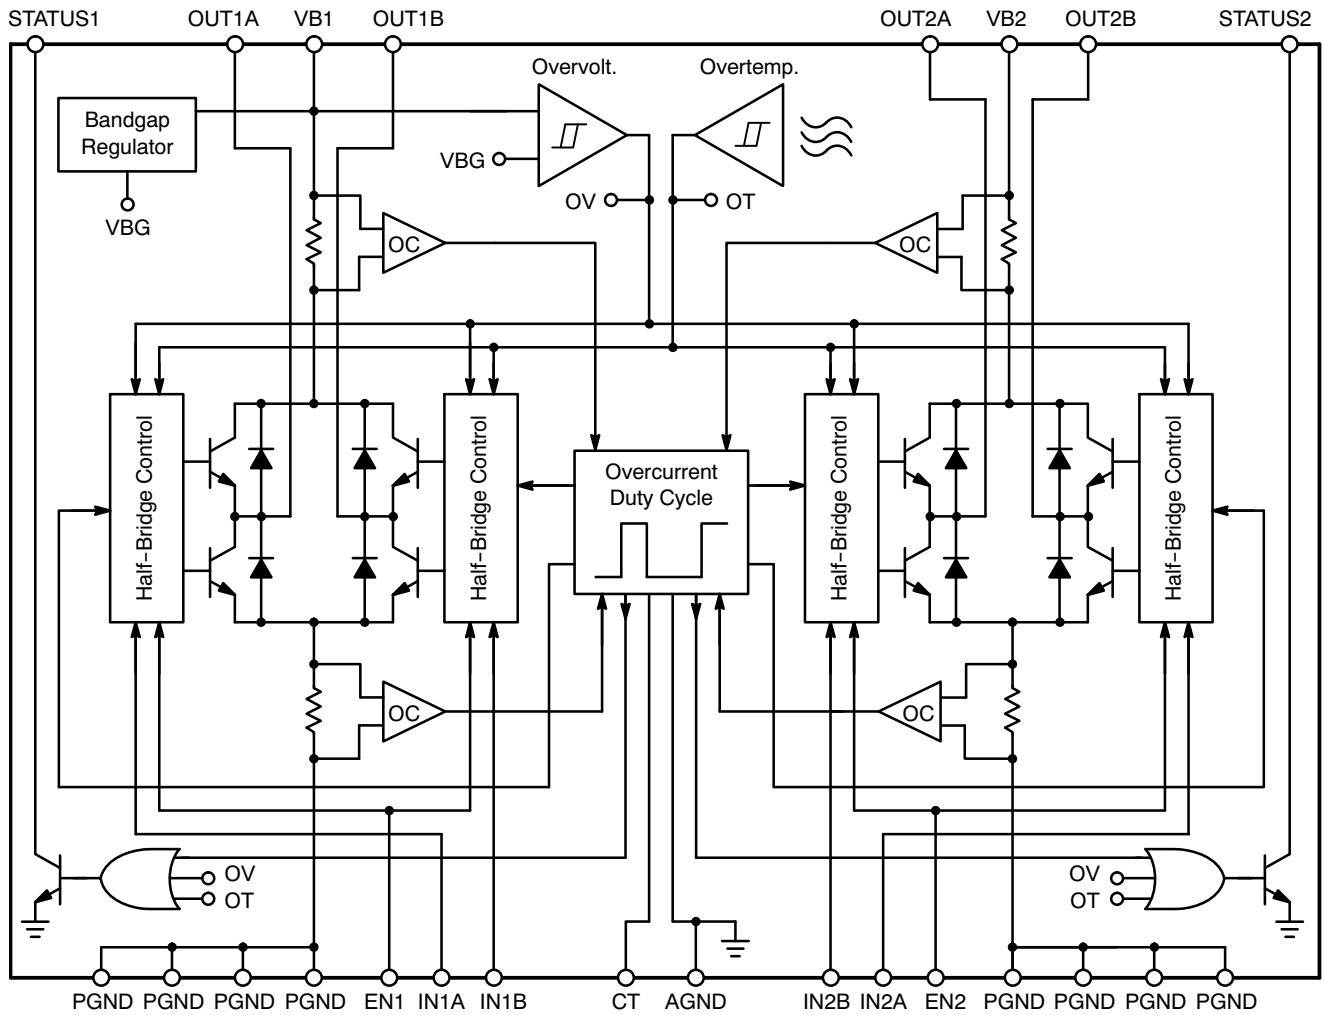 STATUS1 OUT1A VB1 OUT1B OUT2A VB2 OUT2B STATUS2
Overvolt. Overtemp.
Bandgap
Regulator
VBG
VBG
OV
OT
OC
OC
Half-Bridge Control
Half-Bridge Control
Overcurrent
Duty Cycle
Half-Bridge Control
Half-Bridge Control
OC
OC
OV
OT
OV
OT
PGND PGND PGND PGND EN1 IN1A IN1B CT AGND IN2B IN2A EN2 PGND PGND PGND PGND